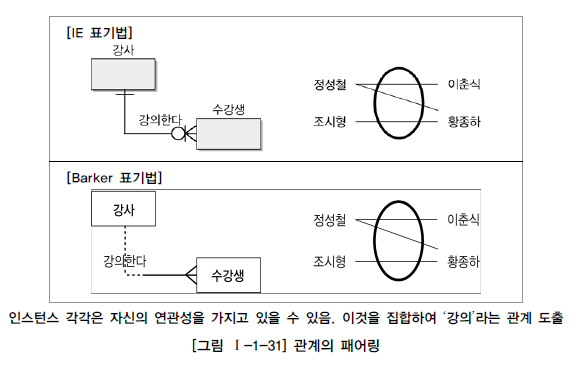 [IE 표기법]
강사
강의한다
수강생
정성철
이춘식
조시형
황종하
[Barker 표기법]
강사
강의한다
수강생
정성철
이춘식
조시형
황종하
인스턴스 각각은 자신의 연관성을 가지고 있을 수 있음. 이것을 집합하여 ‘강의’라는 관계 도출
[그림 Ⅰ-1-31] 관계의 패어링